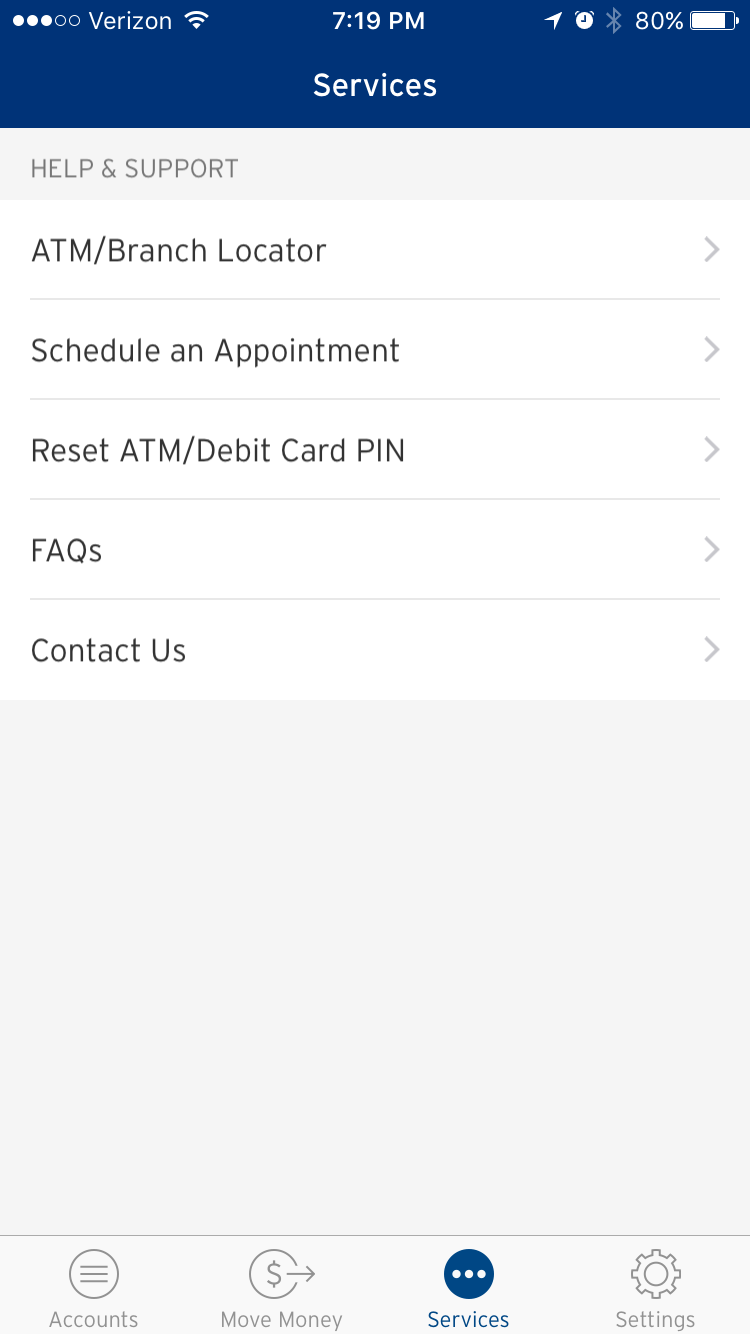 Verizon 7:19 PM 80%
Services
HELP & SUPPORT
ATM/Branch Locator
Schedule an Appointment
Reset ATM/Debit Card PIN
FAQs
Contact Us
$
Accounts Move Money Services Settings